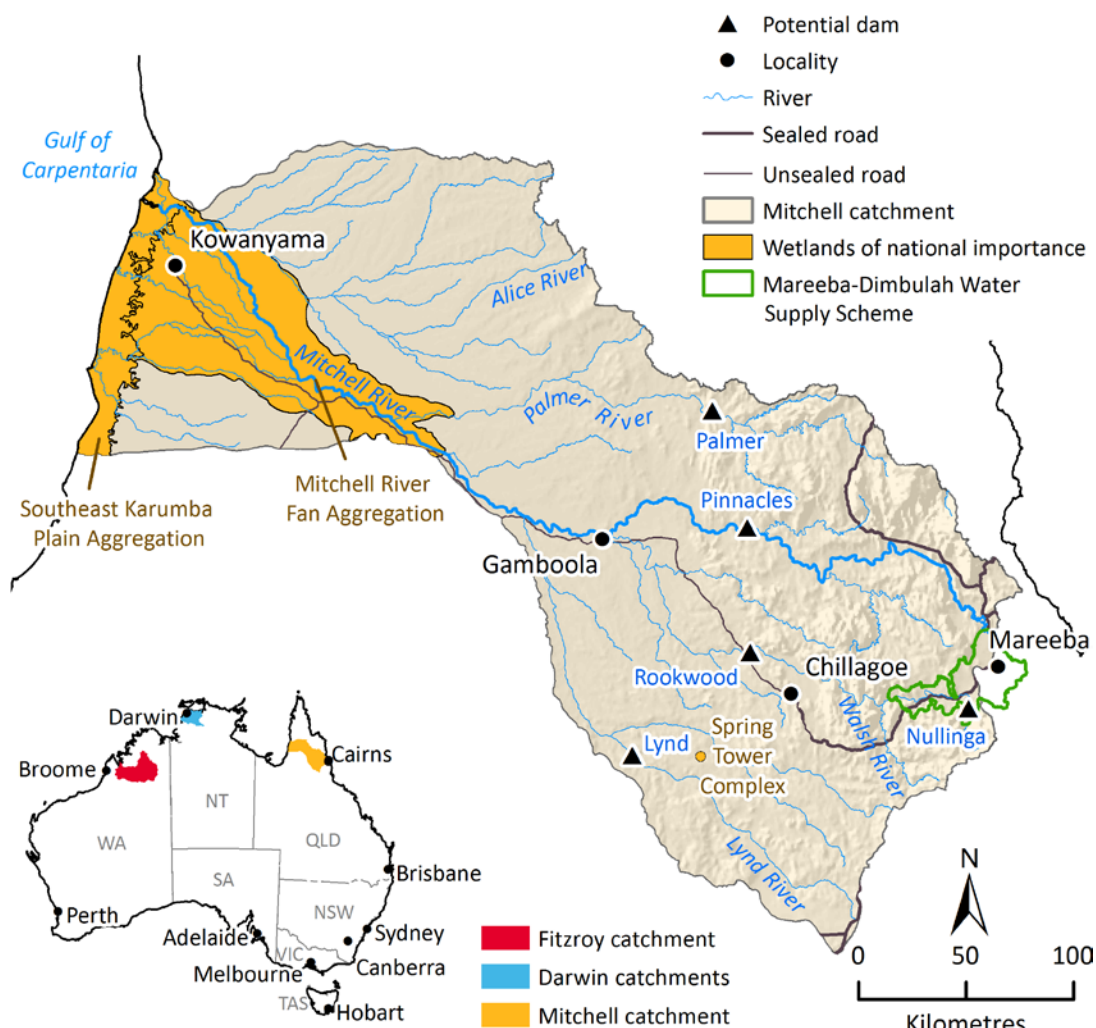 Potential dam
Locality
River
Sealed road
Unsealed road
Mitchell catchment
Wetlands of national importance
Mareeba-Dimbulah Water
Supply Scheme
Gulf of
Carpentaria
Kowanyama
Alice River
Mitchell River
Palmer River
Palmer
Southeast Karumba
Plain Aggregation
Mitchell River
Fan Aggregation
Pinnacles
Gamboola
Mareeba
Rookwood
Chillagoe
Walsh River
Nullinga
Lynd
Spring
Tower
Complex
Lynd River
Darwin
Broome
Cairns
NT
WA
QLD
SA
Brisbane
NSW
Perth
Adelaide
Sydney
VIC
Melbourne
Canberra
TAS
Hobart
Fitzroy catchment
Darwin catchments
Mitchell catchment
N
0 50 100
Kilometres